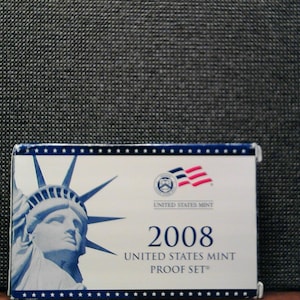 UNITED STATES MINT
2008
UNITED STATES MINT
PROOF SET®